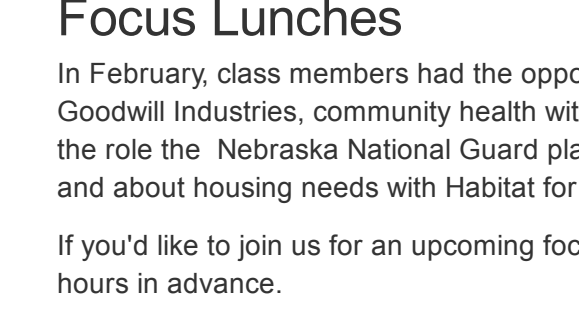 Focus Lunches
In February, class members had the oppo
Goodwill Industries, community health wit
the role the  Nebraska National Guard pla
and about housing needs with Habitat for
If you'd like to join us for an upcoming foc
hours in advance.